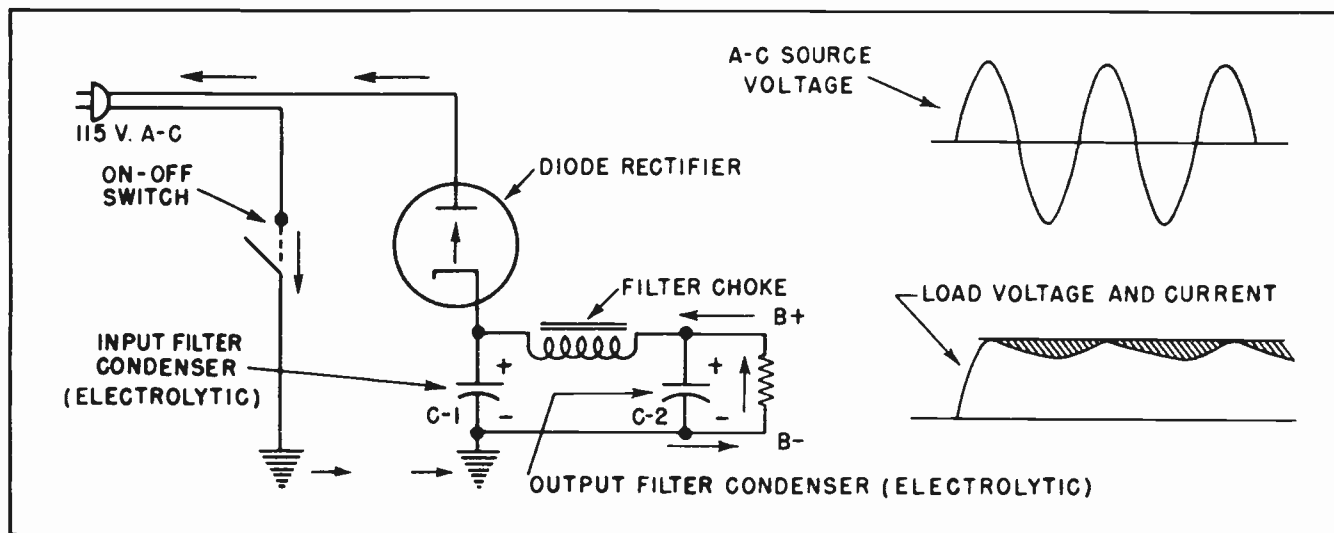 A-C SOURCE
VOLTAGE
115 V. A-C
ON-OFF
SWITCH
DIODE RECTIFIER
FILTER CHOKE
B+
LOAD VOLTAGE AND CURRENT
INPUT FILTER
CONDENSER
(ELECTROLYTIC)
+
C-1
-
+
C-2
-
B-
OUTPUT FILTER CONDENSER (ELECTROLYTIC)